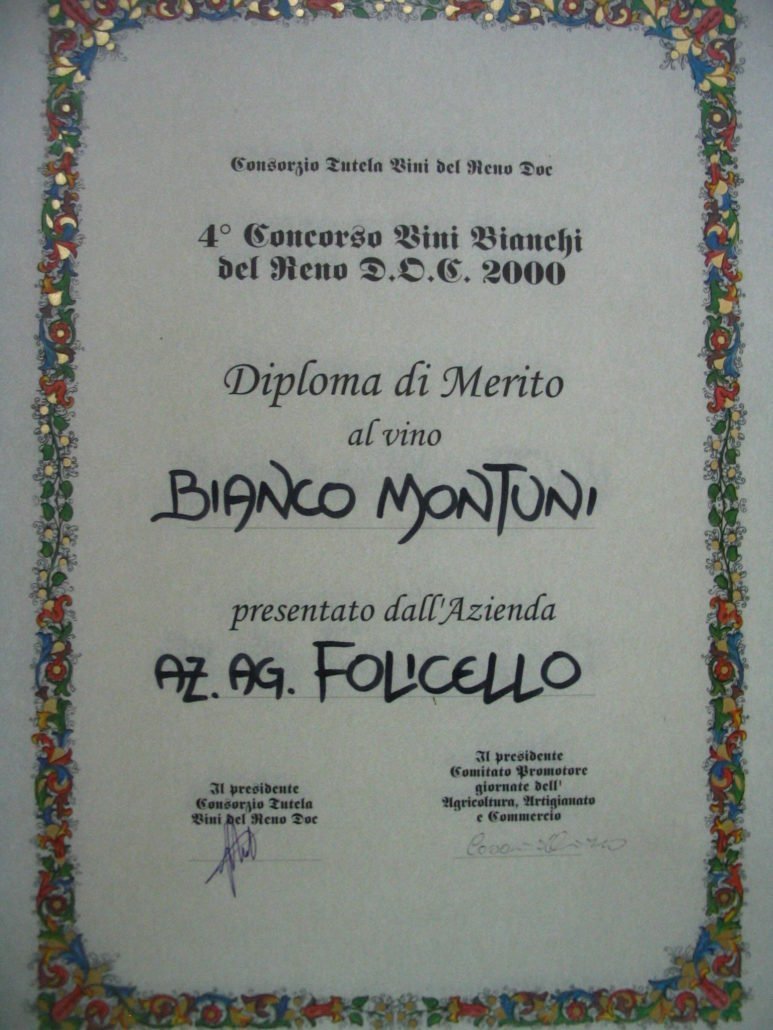 Consorzio Tutela Vini del Reno Doc
4° Concorso Vini Bianchi
del Reno D.O.C. 2000
Diploma di Merito
al vino
BIANCO MONTUNI
presentato dall'Azienda
AZ. AG. FOLICELLO
Il presidente
Consorzio Tutela
Vini del Reno Doc
Il presidente
Comitato Promotore
giornate dell'
Agricoltura, Artigianato
e Commercio